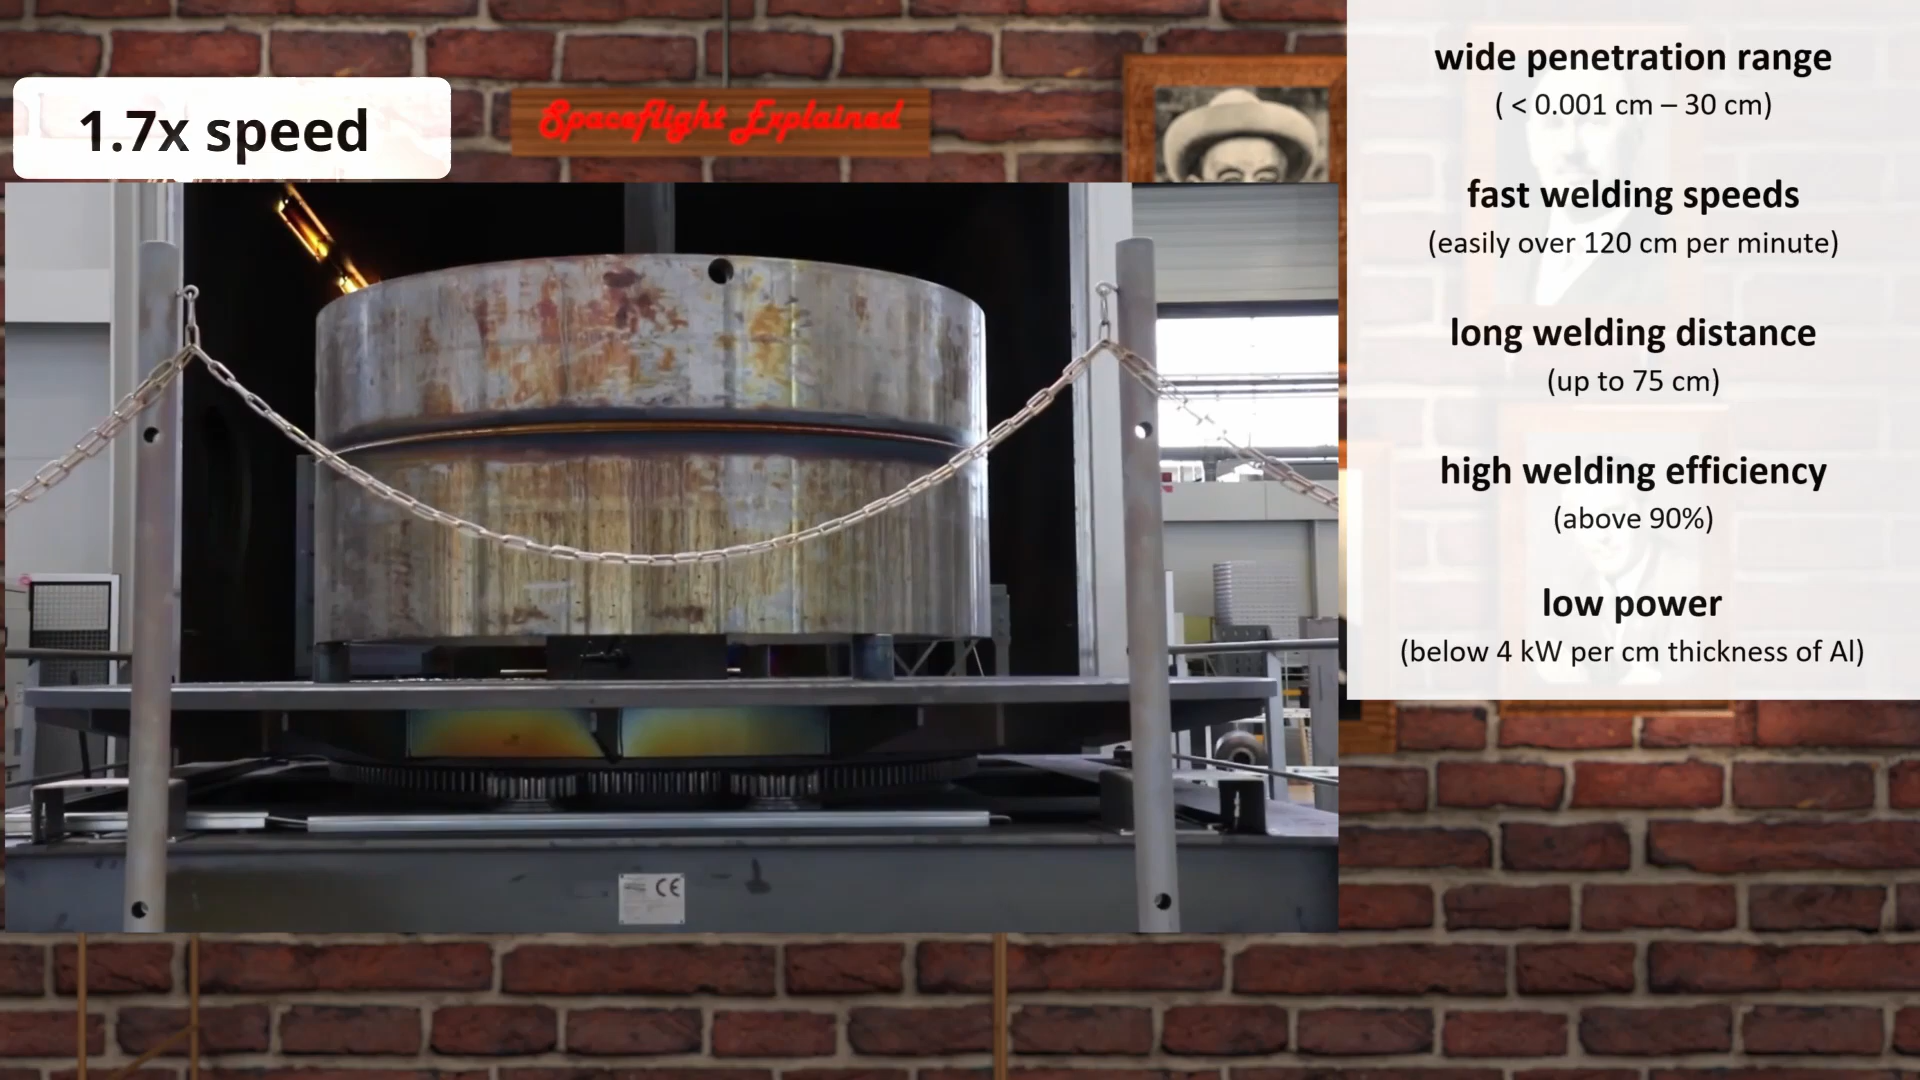 1.7x speed
Spaceflight Explained
CE
wide penetration range
( < 0.001 cm – 30 cm)
fast welding speeds
(easily over 120 cm per minute)
long welding distance
(up to 75 cm)
high welding efficiency
(above 90%)
low power
(below 4 kW per cm thickness of Al)